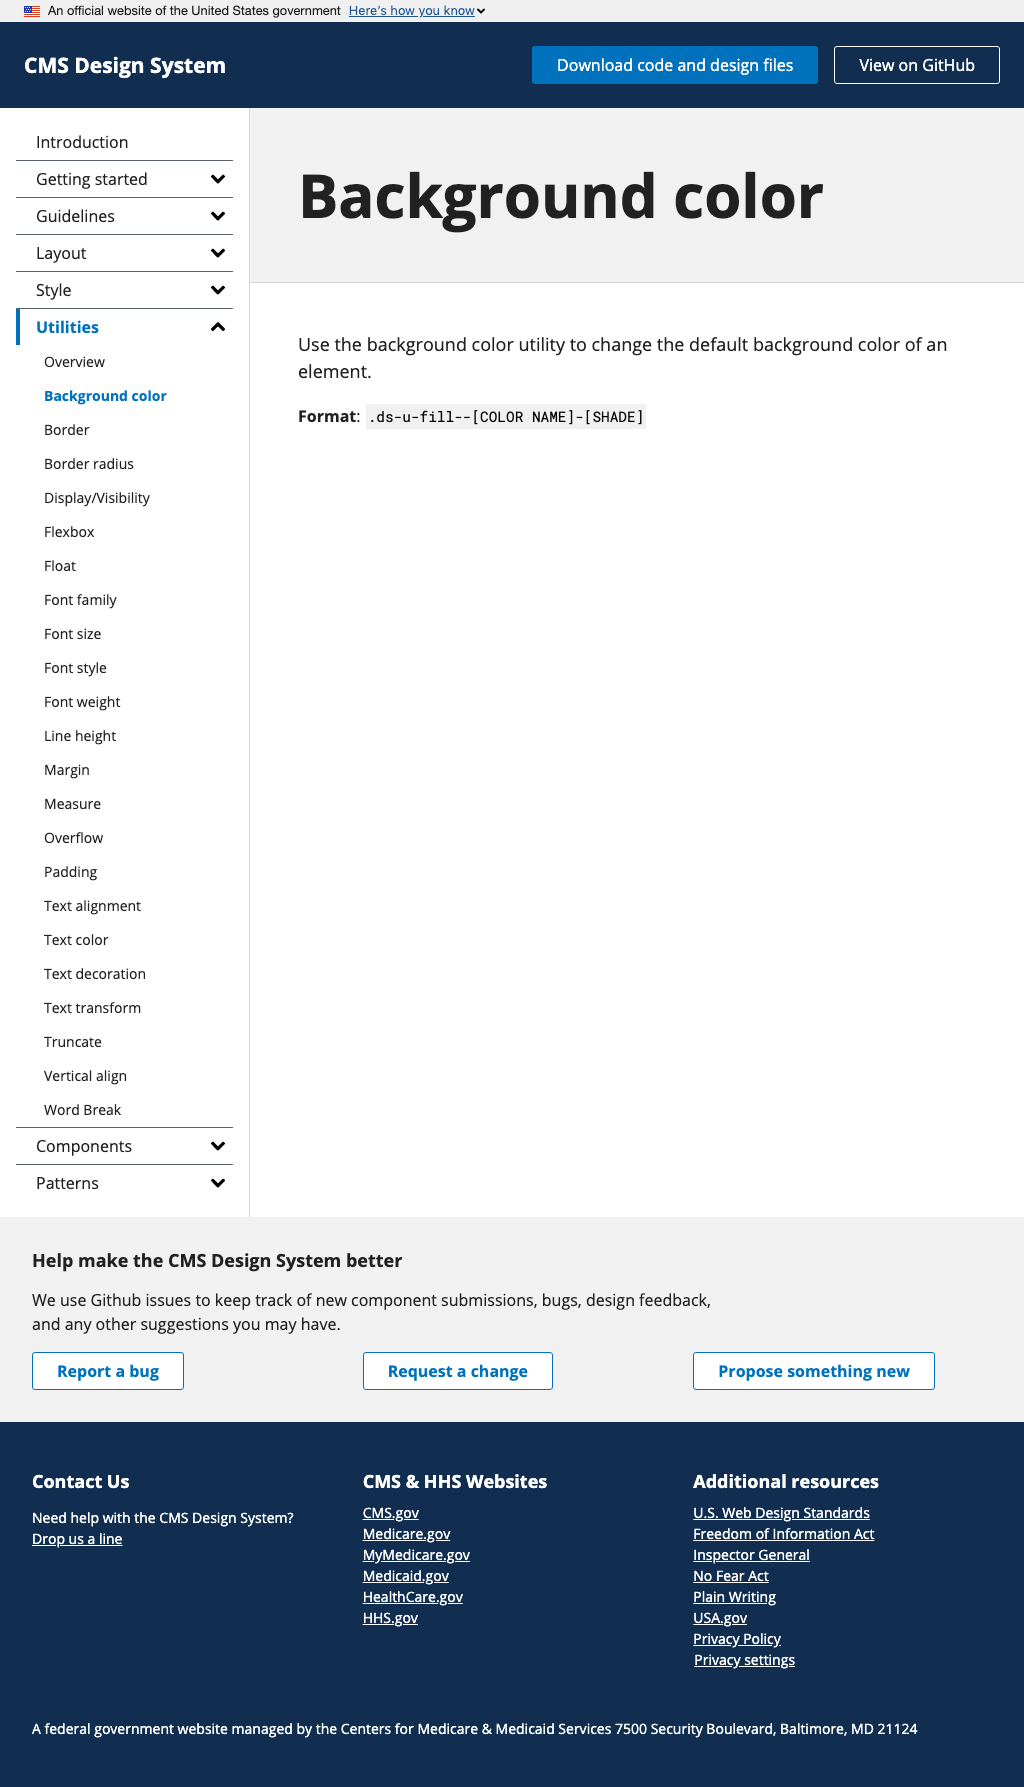 An official website of the United States government Here's how you know
CMS Design System
Download code and design files
View on GitHub
Introduction
Getting started
Guidelines
Layout
Style
Utilities
Overview
Background color
Border
Border radius
Display/Visibility
Flexbox
Float
Font family
Font size
Font style
Font weight
Line height
Margin
Measure
Overflow
Padding
Text alignment
Text color
Text decoration
Text transform
Truncate
Vertical align
Word Break
Components
Patterns
Background color
Use the background color utility to change the default background color of an
element.
Format: .ds-u-fill--[COLOR NAME]-[SHADE]
Help make the CMS Design System better
We use Github issues to keep track of new component submissions, bugs, design feedback,
and any other suggestions you may have.
Report a bug
Request a change
Propose something new
Contact Us
Need help with the CMS Design System?
Drop us a line
CMS & HHS Websites
CMS.gov
Medicare.gov
MyMedicare.gov
Medicaid.gov
HealthCare.gov
HHS.gov
Additional resources
U.S. Web Design Standards
Freedom of Information Act
Inspector General
No Fear Act
Plain Writing
USA.gov
Privacy Policy
Privacy settings
A federal government website managed by the Centers for Medicare & Medicaid Services 7500 Security Boulevard, Baltimore, MD 21124